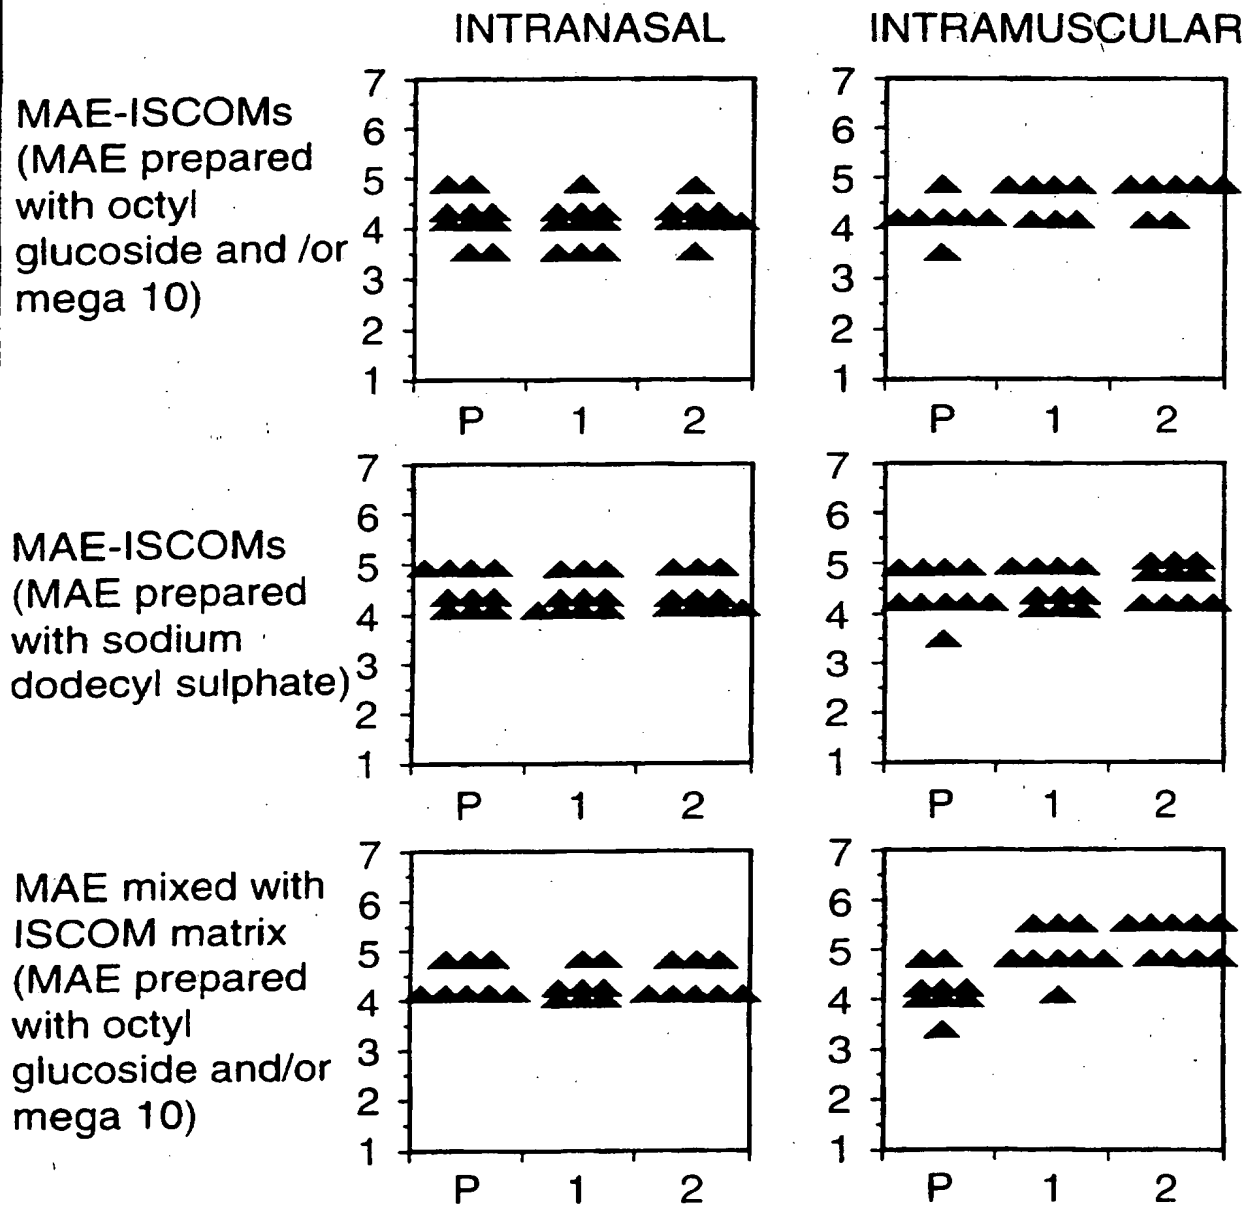 INTRANASAL INTRAMUSCULAR
MAE-ISCOMs
(MAE prepared
with octyl
glucoside and /or
mega 10)
7 7
6 6
5 5
4 4
3 3
2 2
1 1
P 1 2 P 1 2
MAE-ISCOMs
(MAE prepared
with sodium
dodecyl sulphate)
7 7
6 6
5 5
4 4
3 3
2 2
1 1
P 1 2 P 1 2
MAE mixed with
ISCOM matrix
(MAE prepared
with octyl
glucoside and/or
mega 10)
7 7
6 6
5 5
4 4
3 3
2 2
1 1
P 1 2 P 1 2